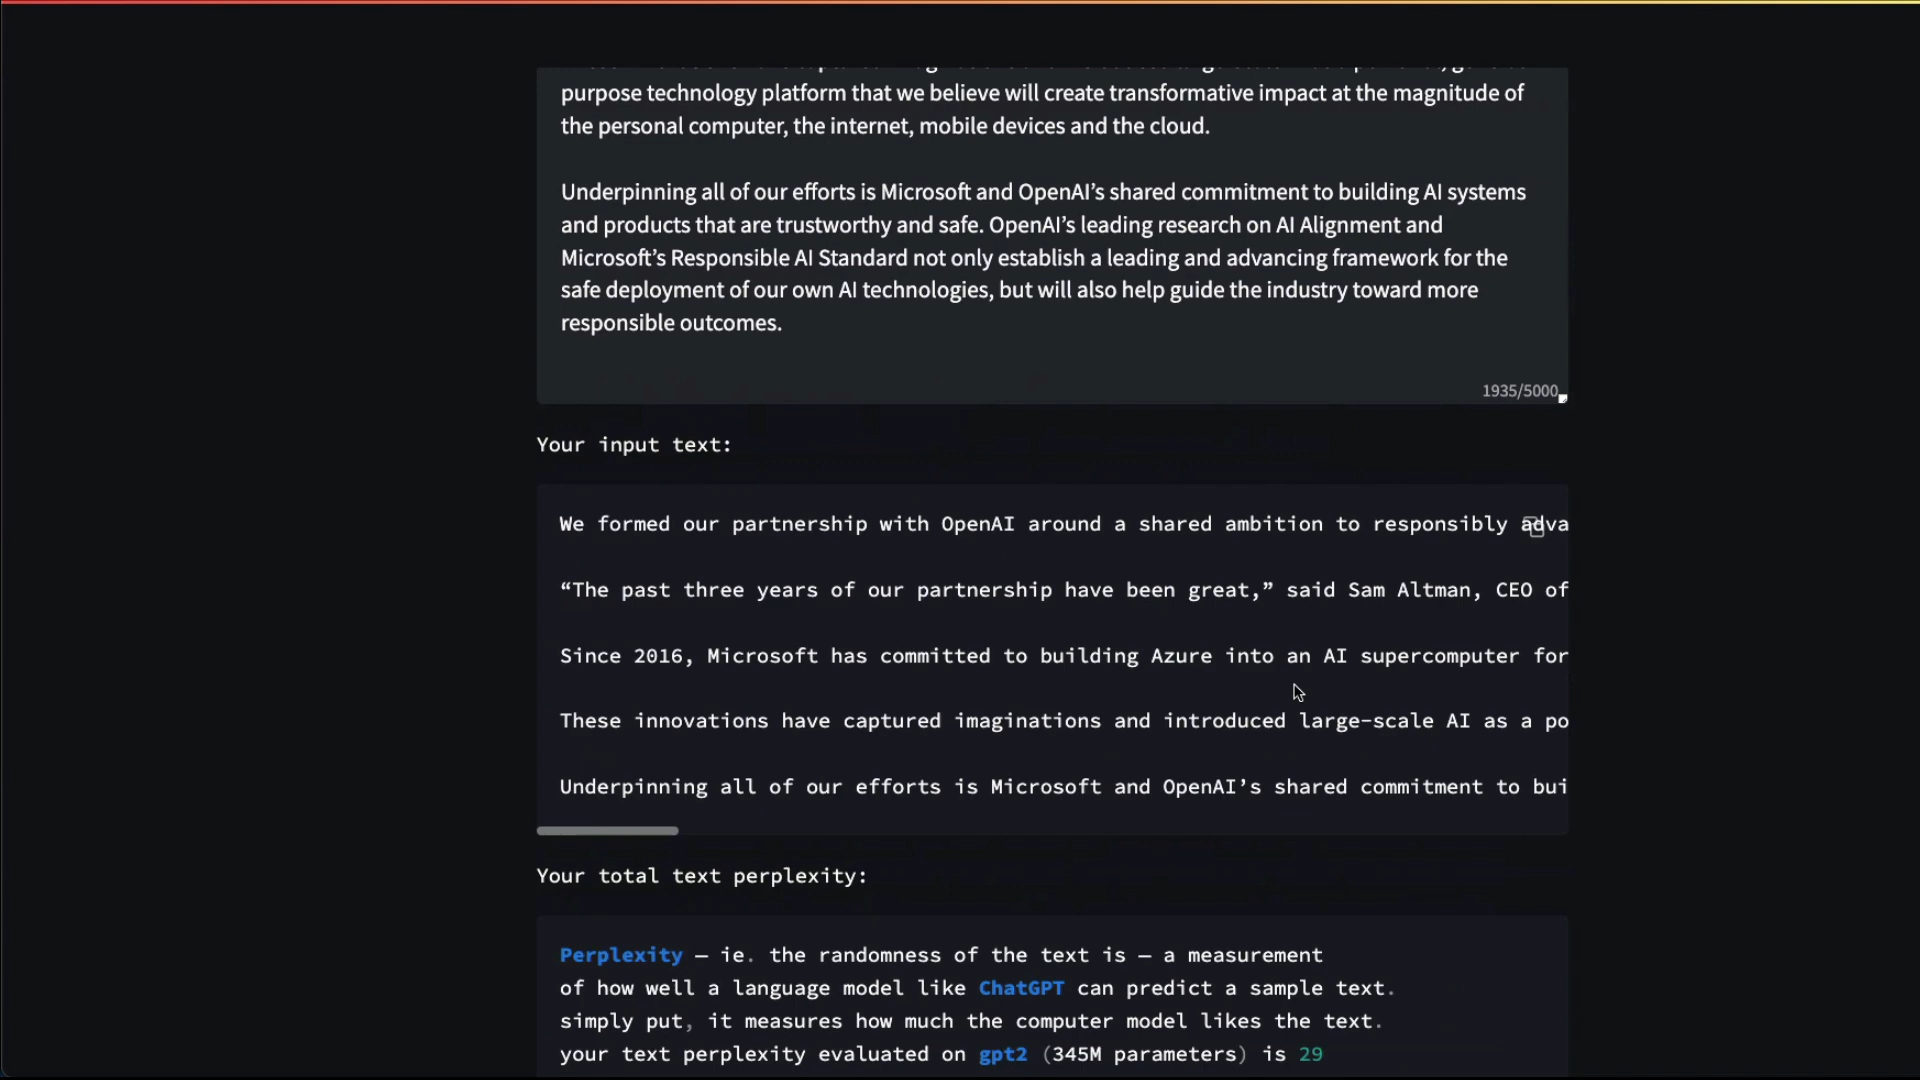 purpose technology platform that we believe will create transformative impact at the magnitude of
the personal computer, the internet, mobile devices and the cloud.
Underpinning all of our efforts is Microsoft and OpenAI’s shared commitment to building AI systems
and products that are trustworthy and safe. OpenAI’s leading research on AI Alignment and
Microsoft’s Responsible AI Standard not only establish a leading and advancing framework for the
safe deployment of our own AI technologies, but will also help guide the industry toward more
responsible outcomes.
1935/5000
Your input text:
We formed our partnership with OpenAI around a shared ambition to responsibly adva
“The past three years of our partnership have been great,” said Sam Altman, CEO of
Since 2016, Microsoft has committed to building Azure into an AI supercomputer for
These innovations have captured imaginations and introduced large-scale AI as a po
Underpinning all of our efforts is Microsoft and OpenAI’s shared commitment to bui
Your total text perplexity:
Perplexity — ie. the randomness of the text is — a measurement
of how well a language model like ChatGPT can predict a sample text.
simply put, it measures how much the computer model likes the text.
your text perplexity evaluated on gpt2 (345M parameters) is 29